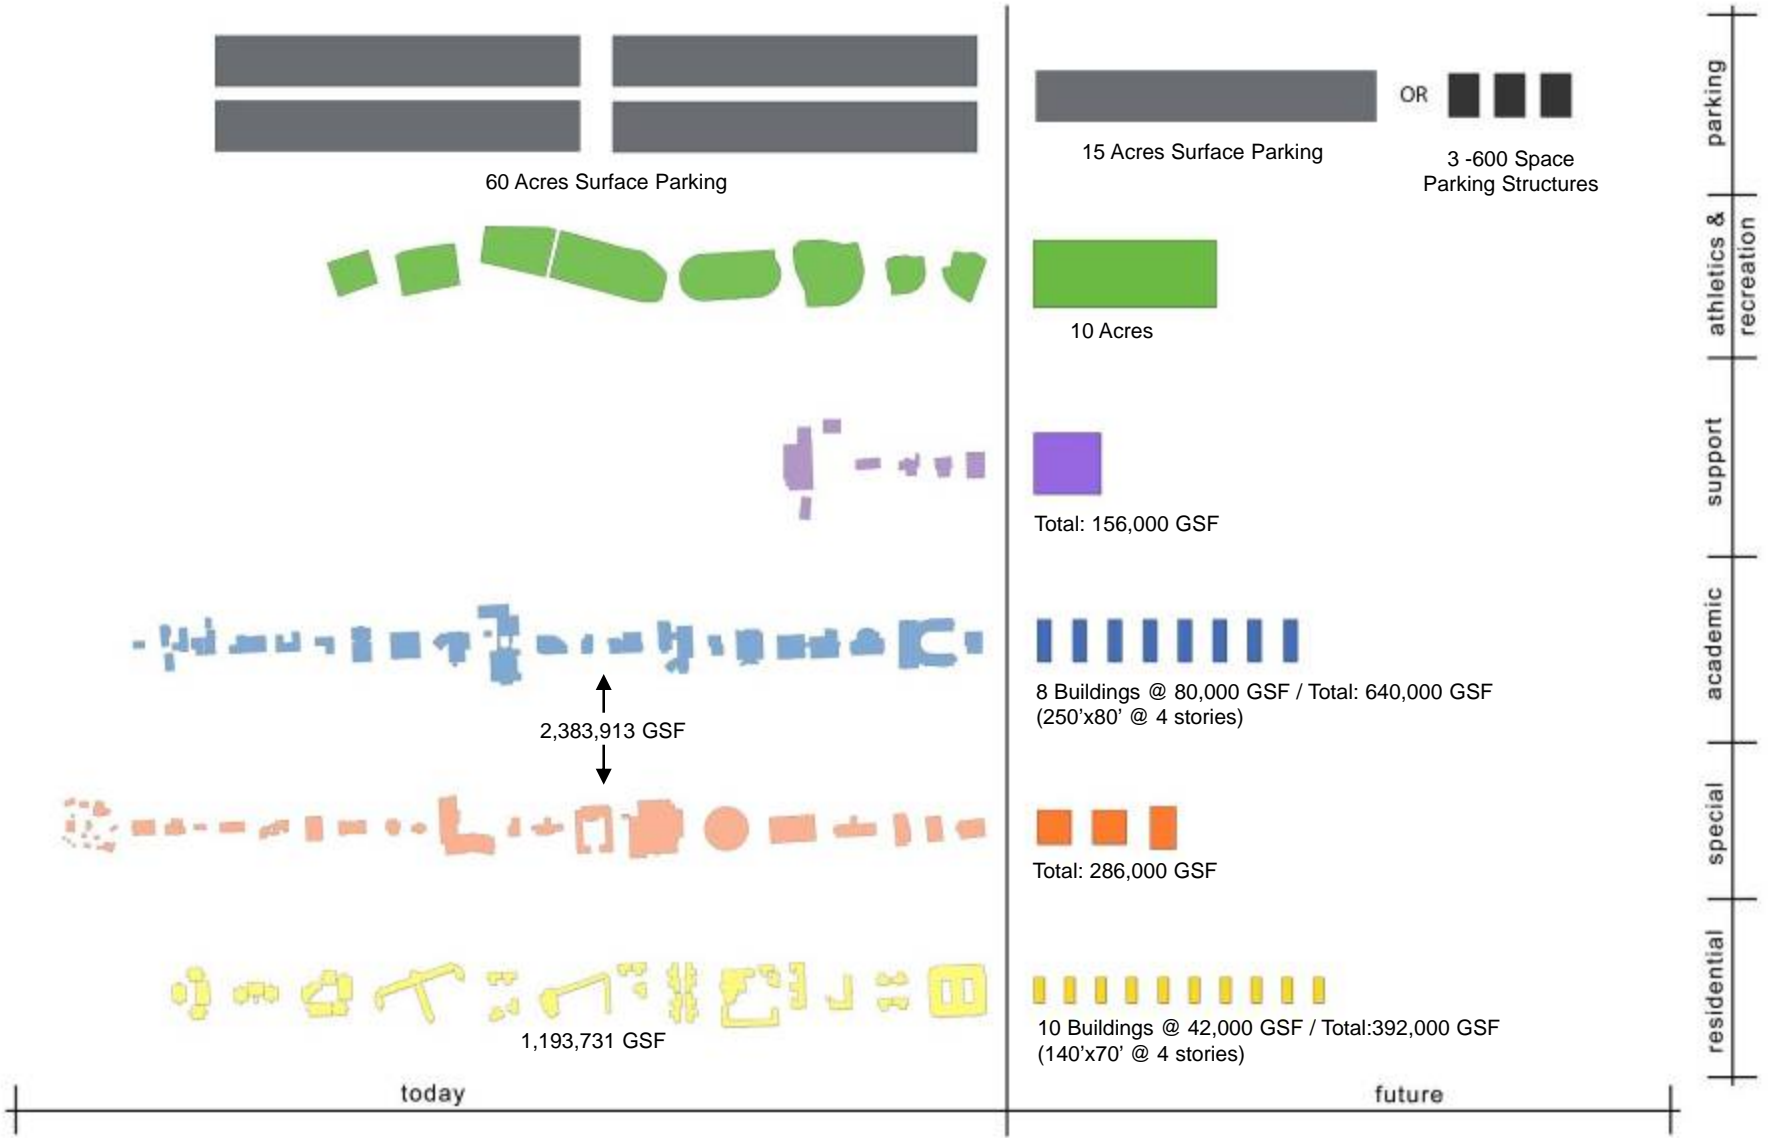 parking
OR
15 Acres Surface Parking
3 -600 Space
Parking Structures
60 Acres Surface Parking
athletics &
recreation
10 Acres
support
Total: 156,000 GSF
academic
8 Buildings @ 80,000 GSF / Total: 640,000 GSF
(250’x80’ @ 4 stories)
2,383,913 GSF
special
Total: 286,000 GSF
residential
10 Buildings @ 42,000 GSF / Total:392,000 GSF
(140’x70’ @ 4 stories)
1,193,731 GSF
today
future